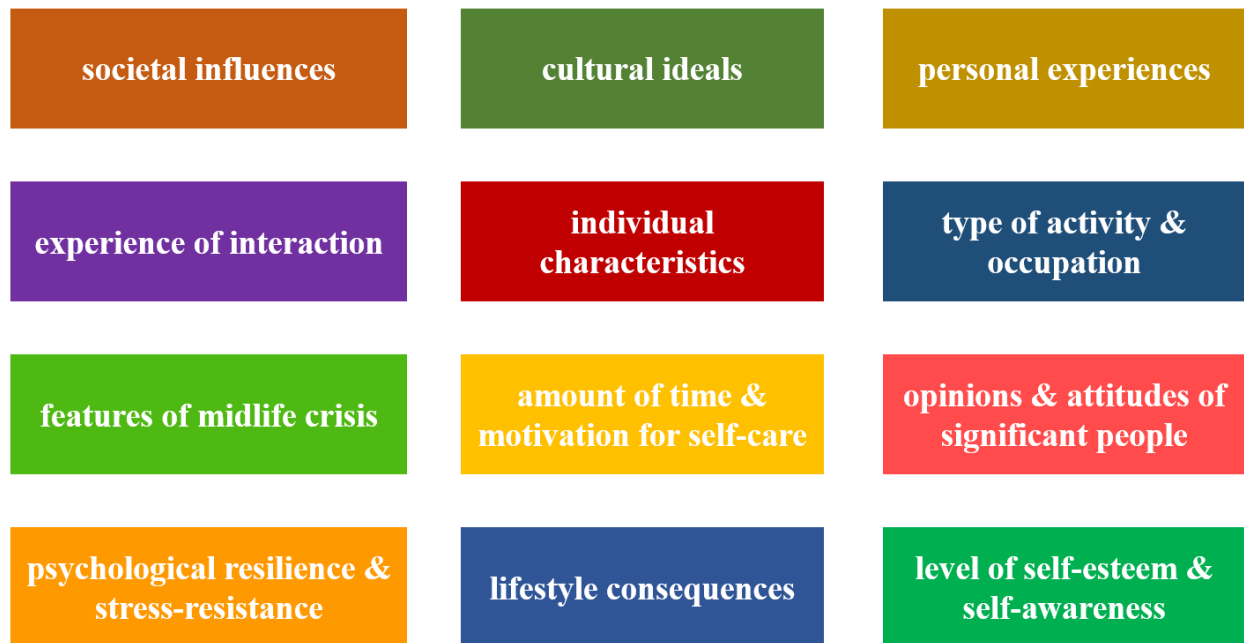 societal influences
cultural ideals
personal experiences
experience of interaction
individual
characteristics
type of activity &
occupation
features of midlife crisis
amount of time &
motivation for self-care
opinions & attitudes of
significant people
psychological resilience &
stress-resistance
lifestyle consequences
level of self-esteem &
self-awareness